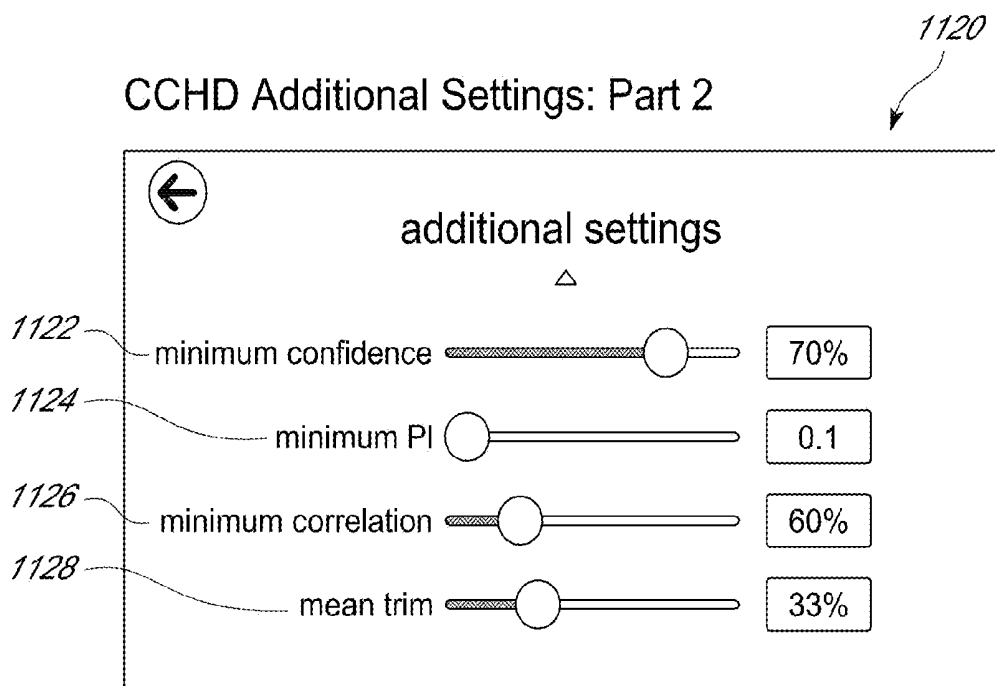 1120
CCHD Additional Settings: Part 2
additional settings
1122
minimum confidence 70%
1124
minimum PI 0.1
1126
minimum correlation 60%
1128
mean trim 33%